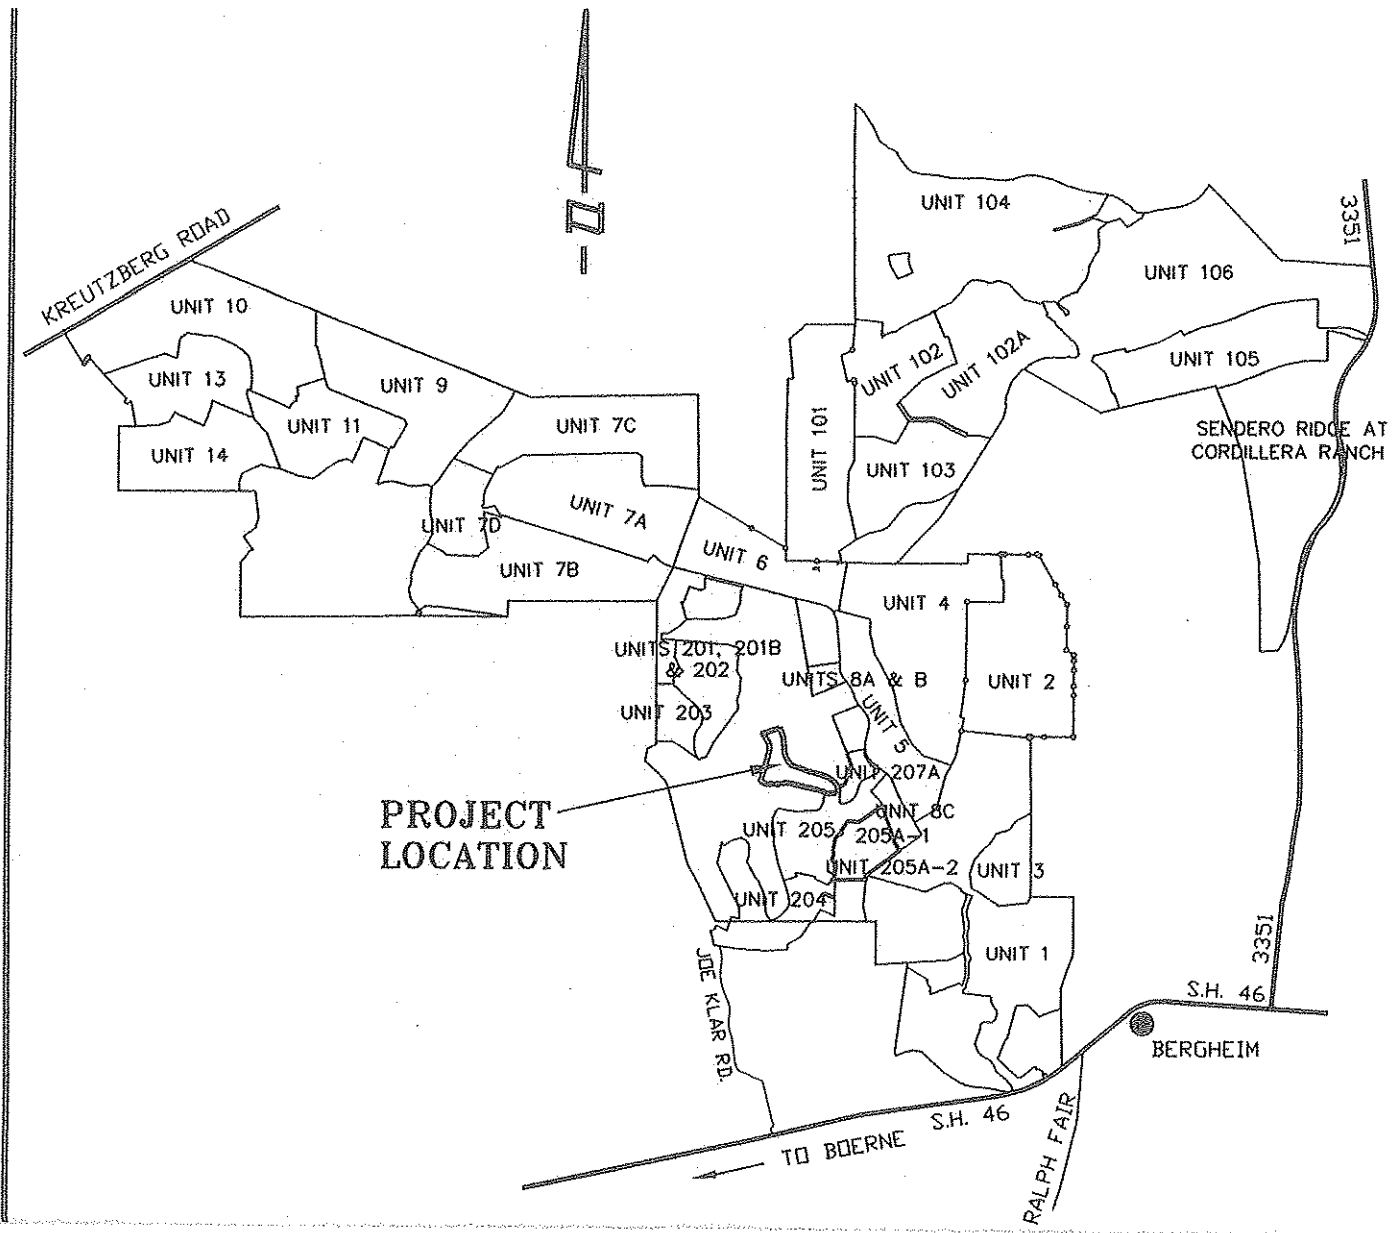 UNIT 104
3351
KREUTZBERG ROAD
UNIT 106
UNIT 10
UNIT 102
UNIT 102A
UNIT 105
UNIT 13
UNIT 9
UNIT 101
SENDERO RIDGE AT
CORDILLERA RANCH
UNIT 11
UNIT 7C
UNIT 14
UNIT 103
UNIT 7A
UNIT 7D
UNIT 6
UNIT 7B
UNIT 4
UNITS 201, 201B
& 202
UNITS 8A & B
UNIT 2
UNIT 203
UNIT 5
UNIT 207A
PROJECT
LOCATION
UNIT 8C
UNIT 205, 205A-1
UNIT 205A-2
UNIT 3
UNIT 204
UNIT 1
3351
JOE KLAR RD.
S.H. 46
BERGHEIM
S.H. 46
TO BOERNE
RALPH FAIR